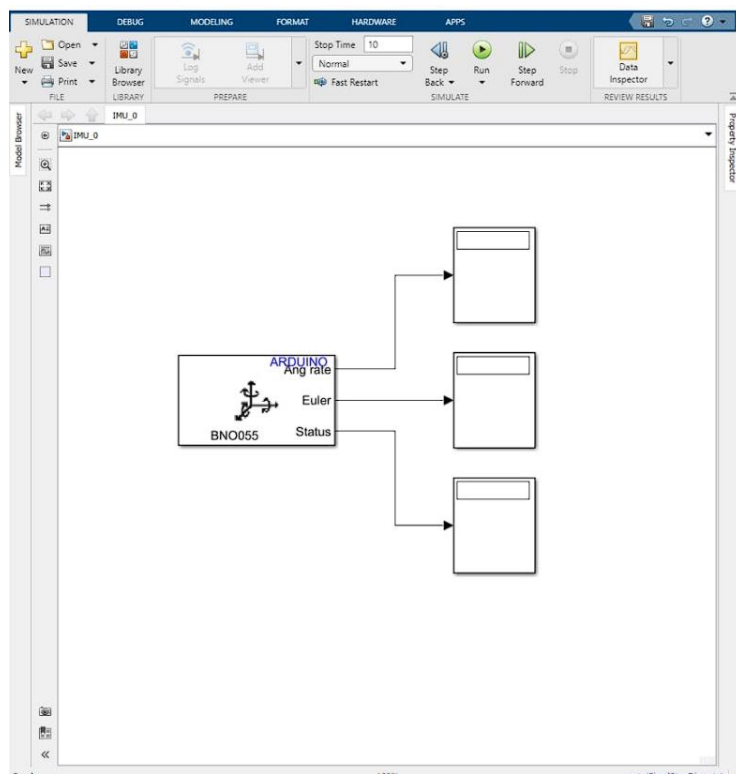 SIMULATION DEBUG MODELING FORMAT HARDWARE APPS
New
Open
Save
Print
FILE
Library
Browser
LIBRARY
Log
Signals
Add
Viewer
PREPARE
Stop Time 10
Normal
Fast Restart
Step
Back
Run
Step
Forward
Stop
SIMULATE
Data
Inspector
REVIEW RESULTS
Model Browser
Property Inspector
IMU_0
IMU_0
ARDUINO
Ang rate
Euler
Status
BNO055